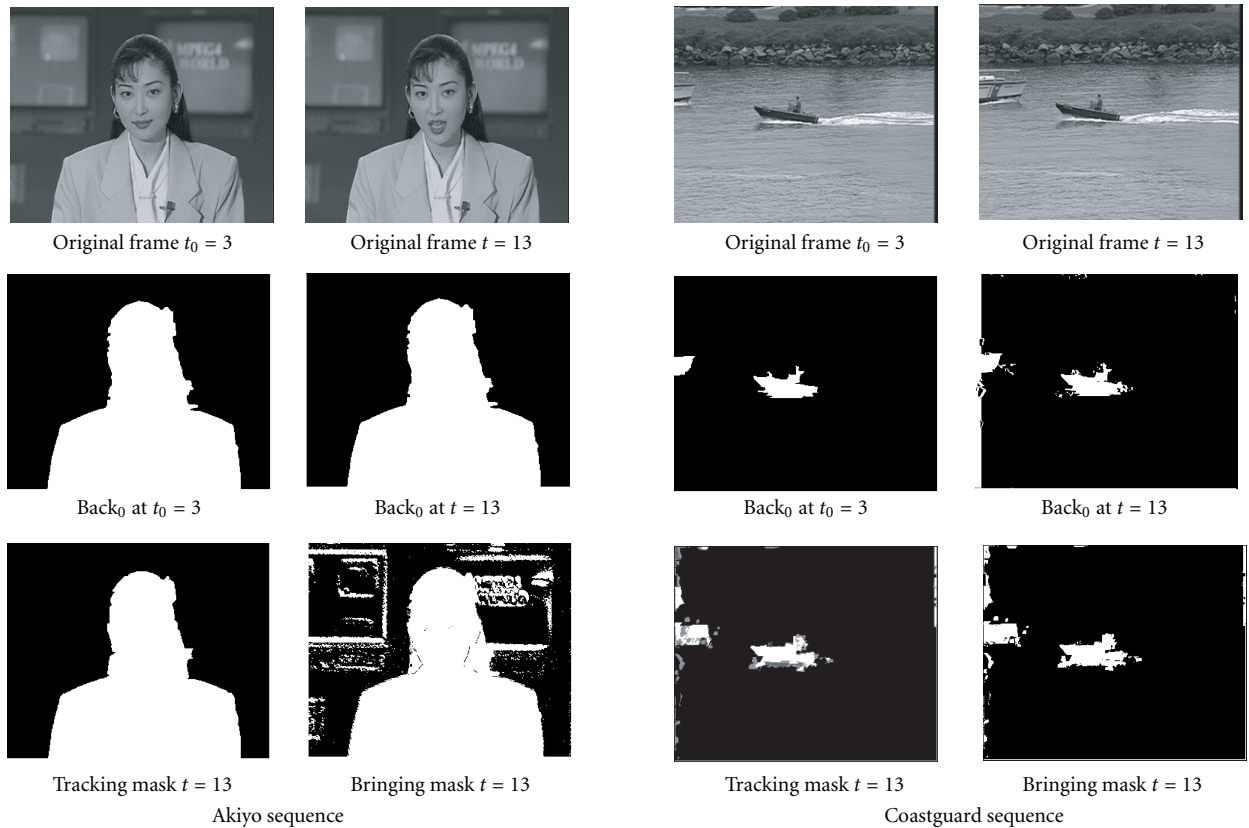 MPEG4
WORLD
MPEG4
WORLD
Original frame t₀ = 3
Original frame t = 13
Original frame t₀ = 3
Original frame t = 13
Back₀ at t₀ = 3
Back₀ at t = 13
Back₀ at t₀ = 3
Back₀ at t = 13
Tracking mask t = 13
Bringing mask t = 13
Tracking mask t = 13
Bringing mask t = 13
Akiyo sequence
Coastguard sequence